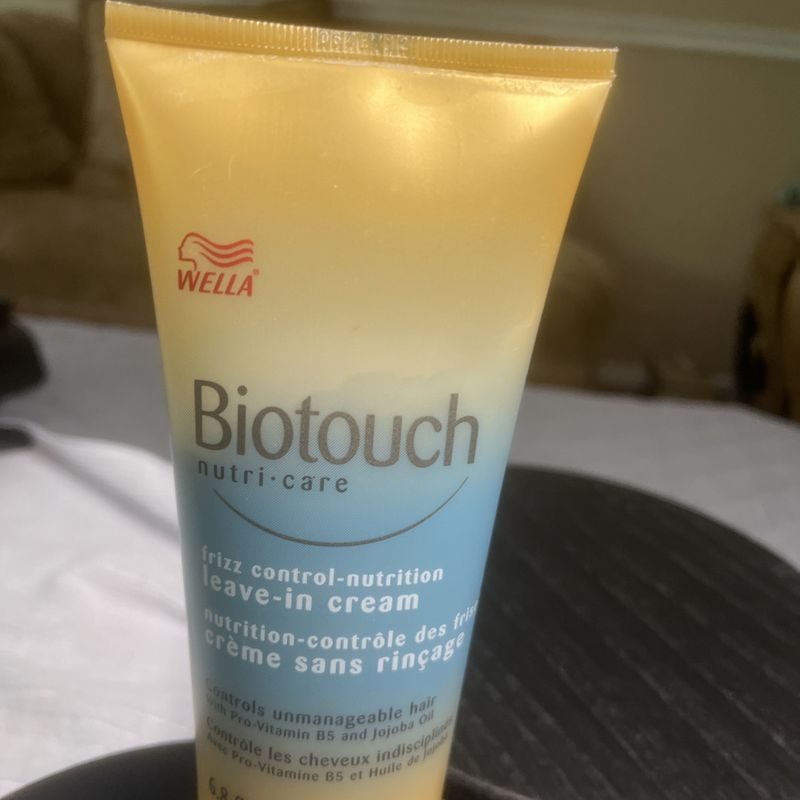 WELLA®
Biotouch
nutri·care
frizz control-nutrition
leave-in cream
nutrition-contrôle des
crème sans rinçage
Controls unmanageable hair
with Pro-Vitamin B5 and Jojoba Oil
Contrôle les cheveux indisciplinés
Avec Pro-Vitamine B5 et Huile de Jojoba
6.8